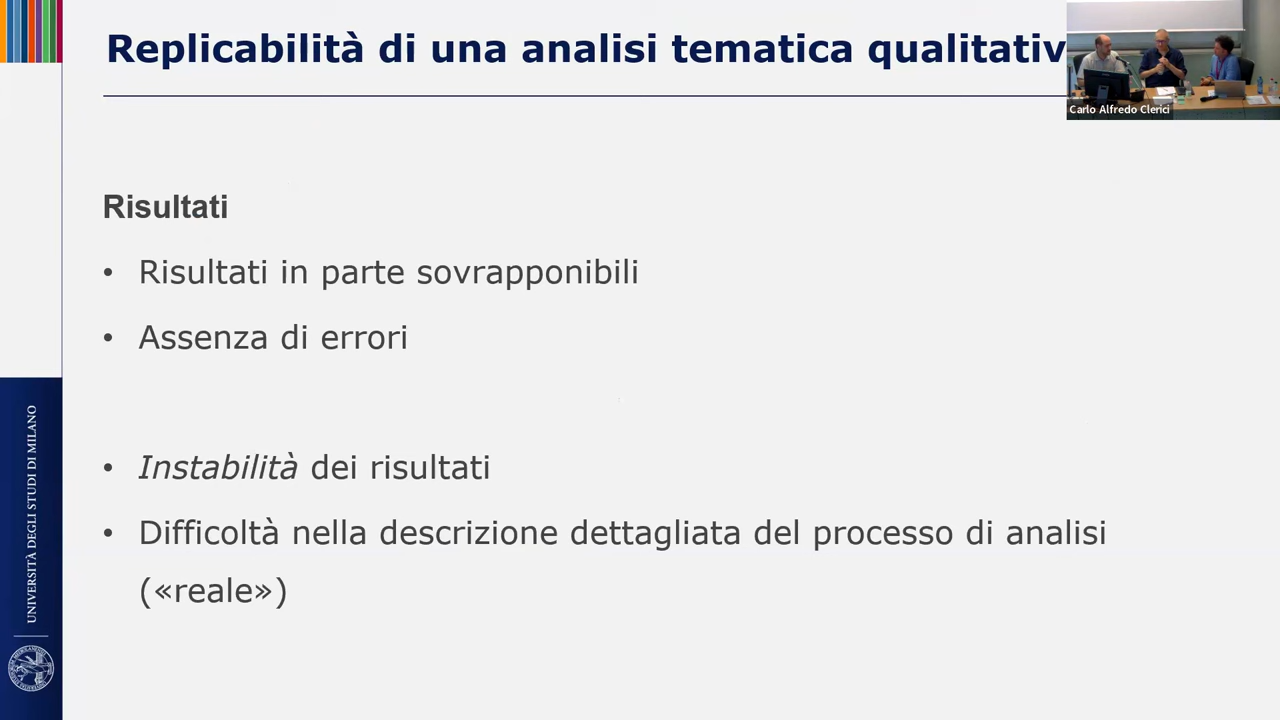 Replicabilità di una analisi tematica qualitativ
Carlo Alfredo Clerici
Risultati
• Risultati in parte sovrapponibili
• Assenza di errori
• Instabilità dei risultati
• Difficoltà nella descrizione dettagliata del processo di analisi
(«reale»)
UNIVERSITÀ DEGLI STUDI DI MILANO